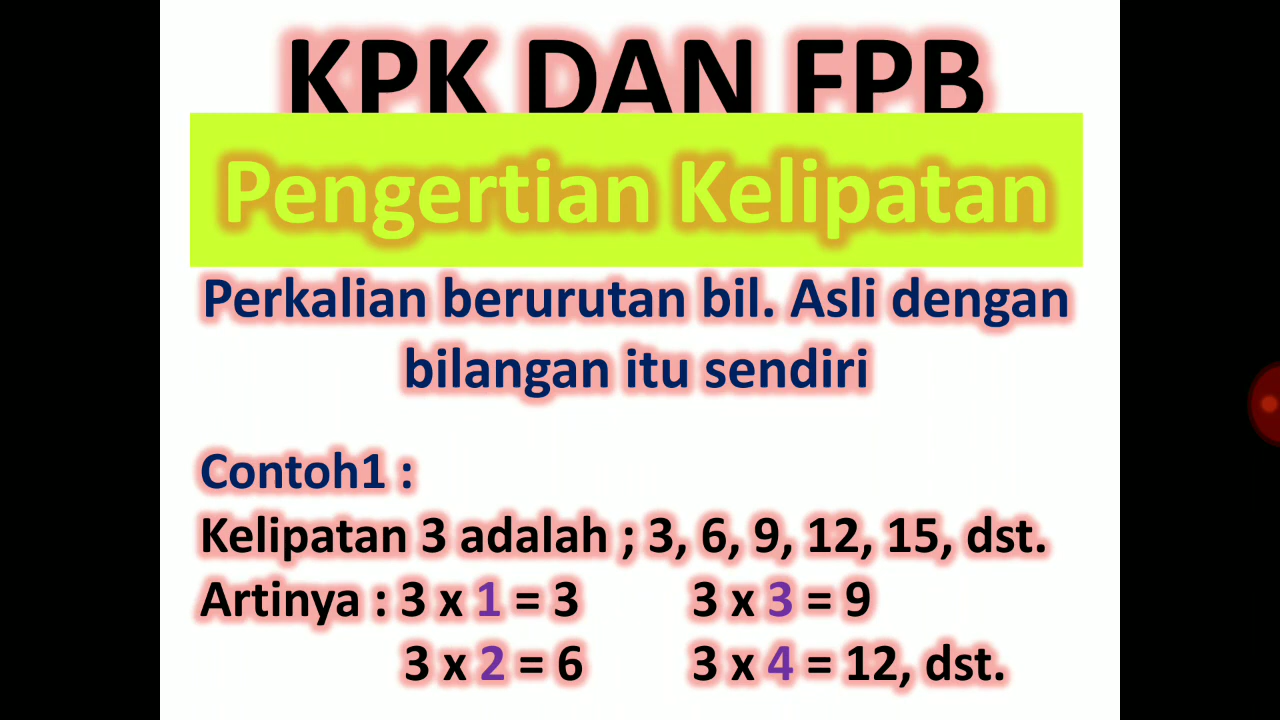 KPK DAN FPB
Pengertian Kelipatan
Perkalian berurutan bil. Asli dengan
bilangan itu sendiri
Contoh1 :
Kelipatan 3 adalah ; 3, 6, 9, 12, 15, dst.
Artinya : 3 x 1 = 3 3 x 3 = 9
3 x 2 = 6 3 x 4 = 12, dst.